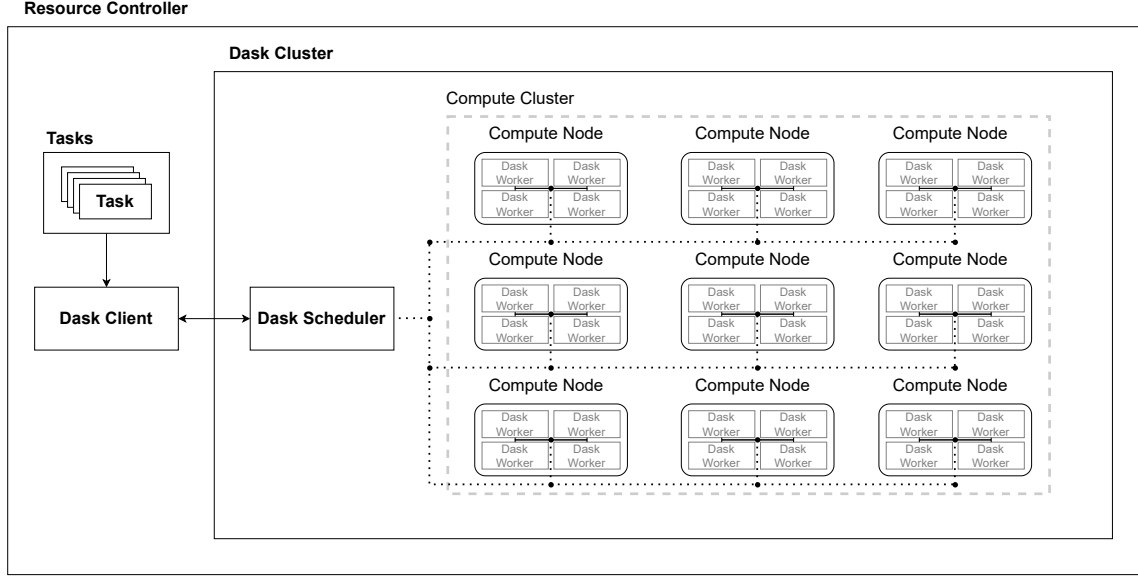 Resource Controller
Dask Cluster
Compute Cluster
Tasks
Task
Dask Client
Dask Scheduler
Compute Node Compute Node Compute Node
Dask Dask Dask Dask Dask Dask
Worker Worker Worker Worker Worker Worker
Dask Dask Dask Dask Dask Dask
Worker Worker Worker Worker Worker Worker
Compute Node Compute Node Compute Node
Dask Dask Dask Dask Dask Dask
Worker Worker Worker Worker Worker Worker
Dask Dask Dask Dask Dask Dask
Worker Worker Worker Worker Worker Worker
Compute Node Compute Node Compute Node
Dask Dask Dask Dask Dask Dask
Worker Worker Worker Worker Worker Worker
Dask Dask Dask Dask Dask Dask
Worker Worker Worker Worker Worker Worker